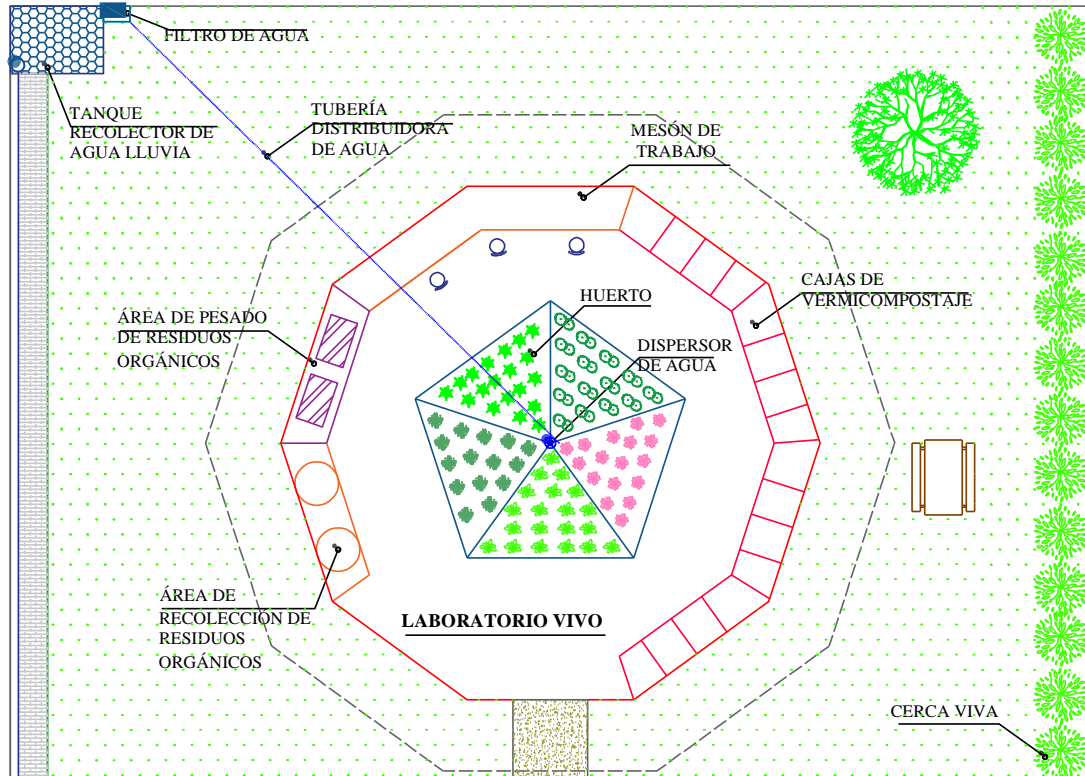 FILTRO DE AGUA
TANQUE
RECOLECTOR DE
AGUA LLUVIA
TUBERÍA
DISTRIBUIDORA
DE AGUA
MESÓN DE
TRABAJO
CAJAS DE
VERMICOMPOSTAJE
HUERTO
ÁREA DE PESADO
DE RESIDUOS
ORGÁNICOS
DISPERSOR
DE AGUA
ÁREA DE
RECOLECCIÓN DE
RESIDUOS
ORGÁNICOS
LABORATORIO VIVO
CERCA VIVA